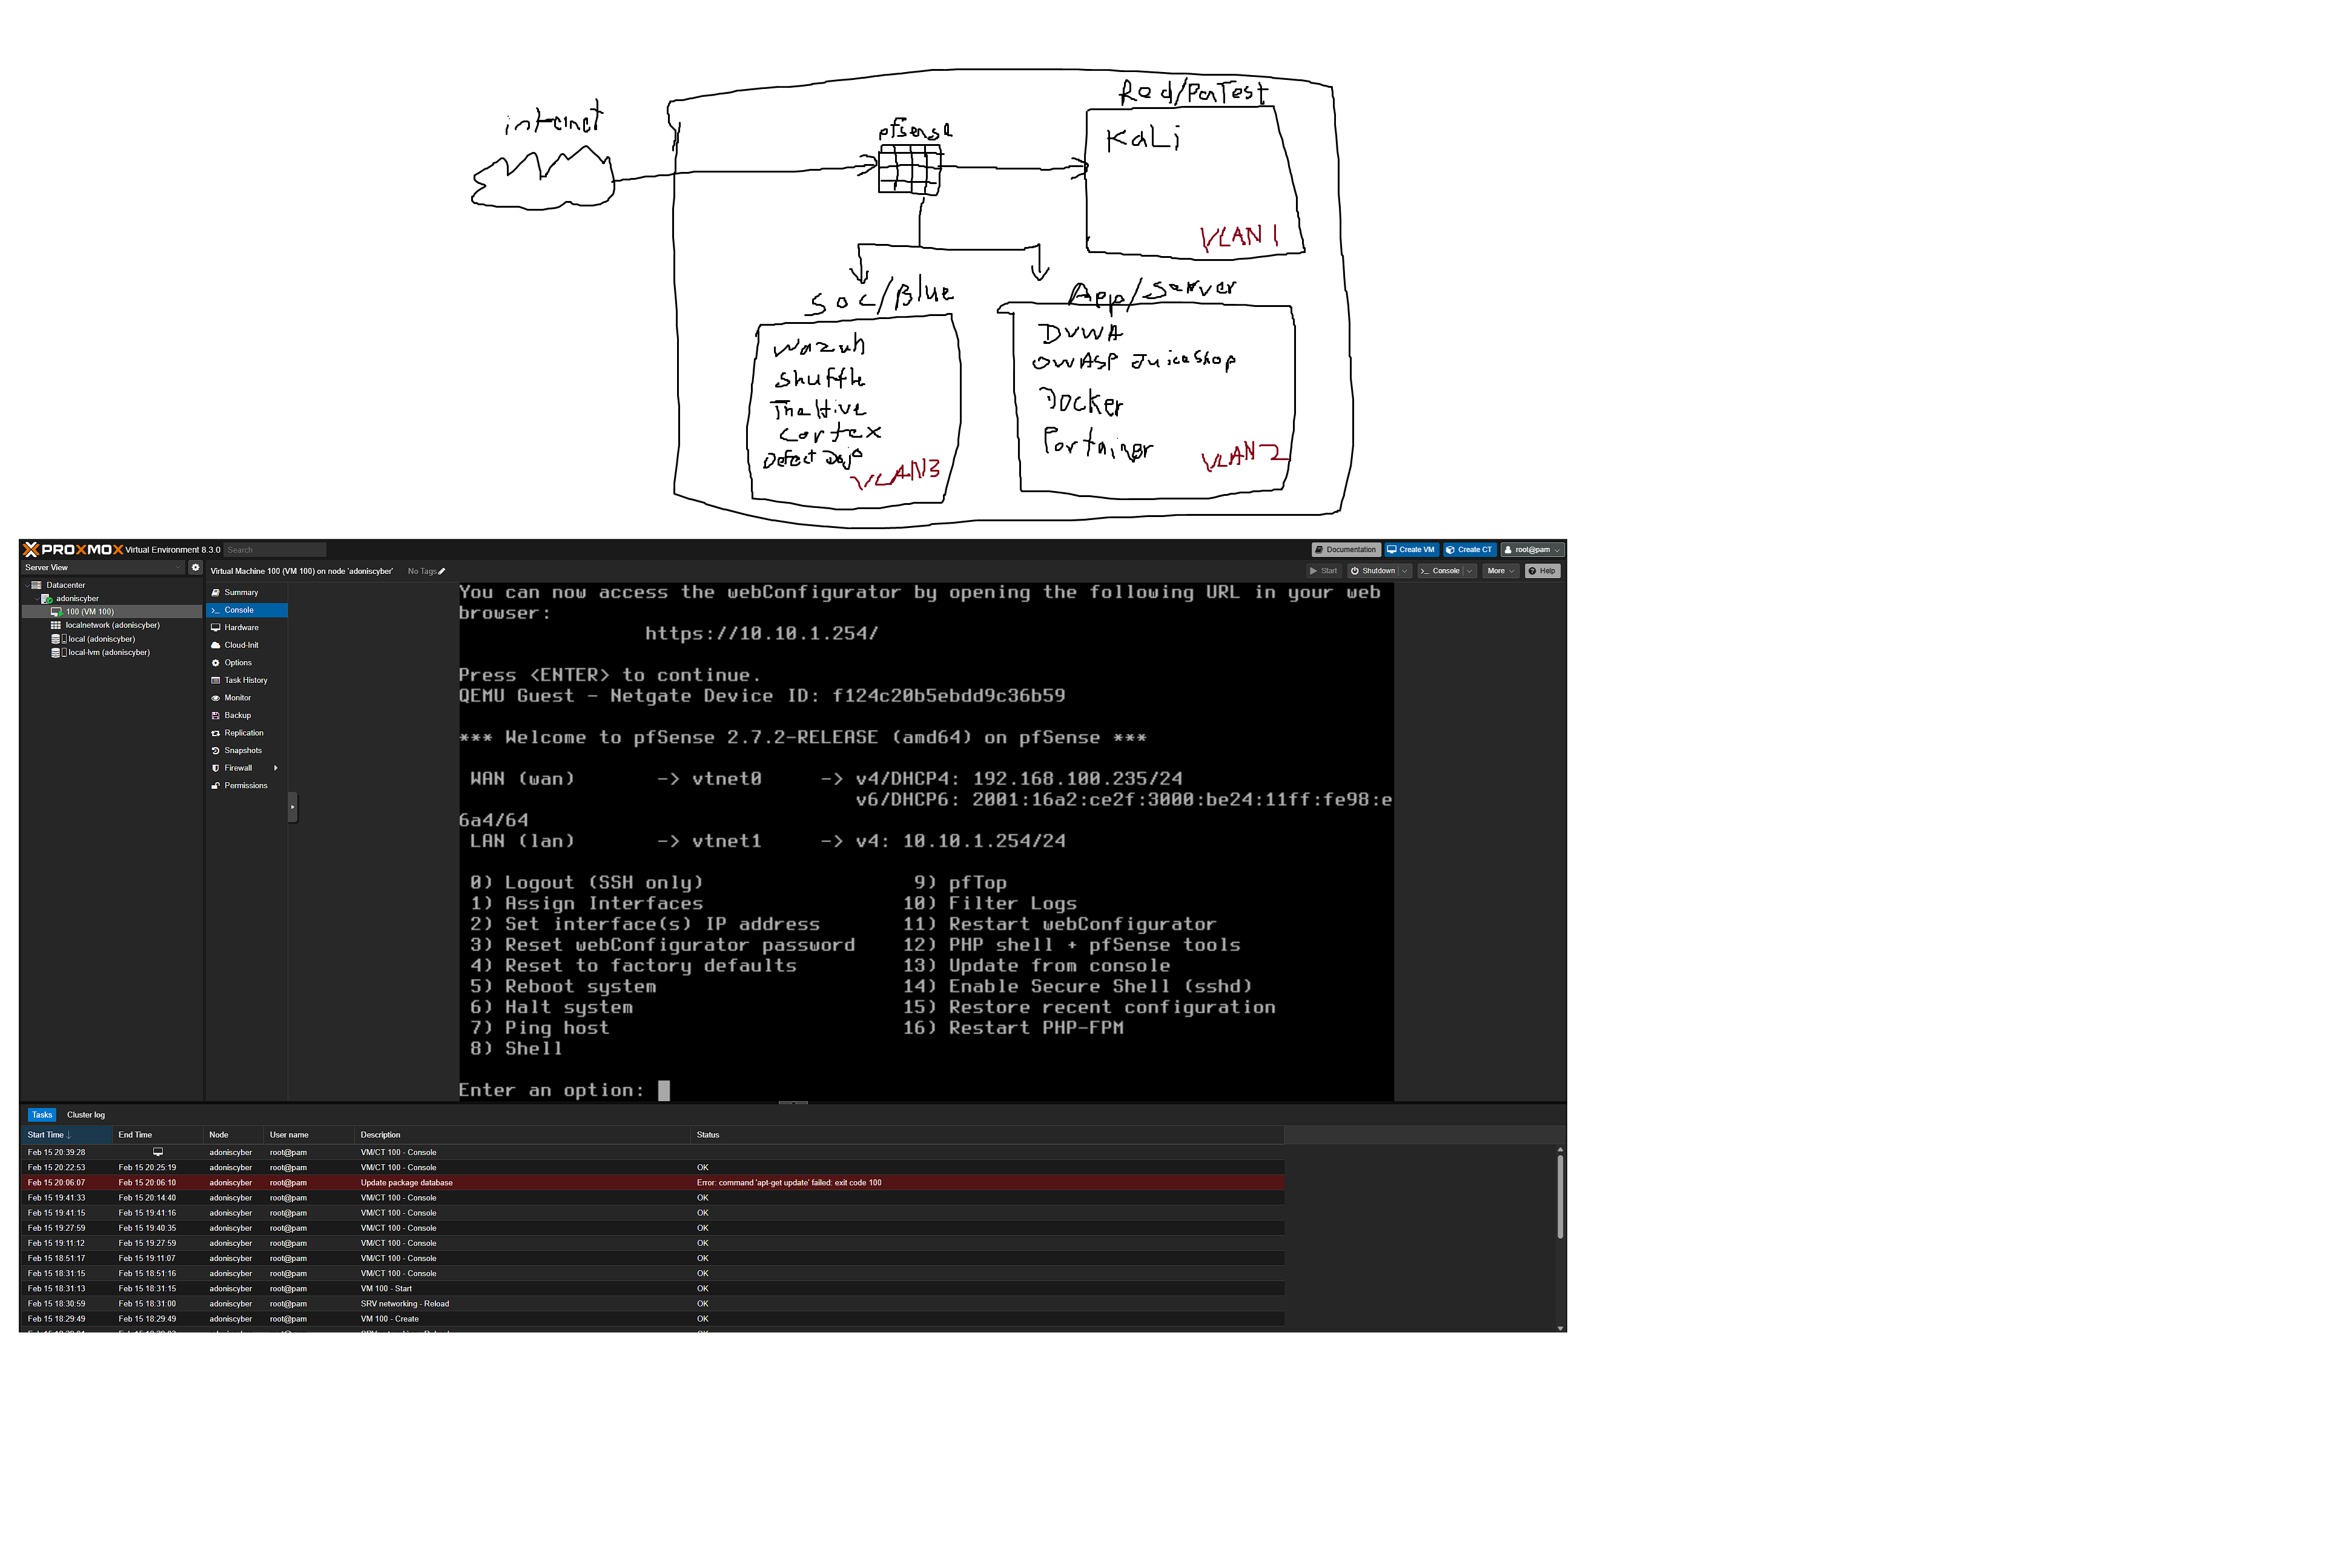 internet
pfsense
Red/PenTest
KaLi
VLAN1
Soc/Blue
Wazuh
Shuffle
TheHive
Cortex
Defect Dojo
VLAN3
App/Server
DVWA
OWASP JuiceShop
Docker
Portainer
VLAN2
PROXMOX Virtual Environment 8.3.0 Search
Documentation Create VM Create CT root@pam
Server View
Virtual Machine 100 (VM 100) on node 'adoniscyber' No Tags
Start Shutdown Console More Help
Datacenter
adoniscyber
100 (VM 100)
localnetwork (adoniscyber)
local (adoniscyber)
local-lvm (adoniscyber)
Summary
Console
Hardware
Cloud-Init
Options
Task History
Monitor
Backup
Replication
Snapshots
Firewall
Permissions
You can now access the webConfigurator by opening the following URL in your web
browser:
https://10.10.1.254/
Press <ENTER> to continue.
QEMU Guest - Netgate Device ID: f124c20b5ebdd9c36b59
*** Welcome to pfSense 2.7.2-RELEASE (amd64) on pfSense ***
WAN (wan) -> vtnet0 -> v4/DHCP4: 192.168.100.235/24
v6/DHCP6: 2001:16a2:ce2f:3000:be24:11ff:fe98:e
6a4/64
LAN (lan) -> vtnet1 -> v4: 10.10.1.254/24
0) Logout (SSH only) 9) pfTop
1) Assign Interfaces 10) Filter Logs
2) Set interface(s) IP address 11) Restart webConfigurator
3) Reset webConfigurator password 12) PHP shell + pfSense tools
4) Reset to factory defaults 13) Update from console
5) Reboot system 14) Enable Secure Shell (sshd)
6) Halt system 15) Restore recent configuration
7) Ping host 16) Restart PHP-FPM
8) Shell
Enter an option:
Tasks Cluster log
Start Time End Time Node User name Description Status
Feb 15 20:39:28 adoniscyber root@pam VM/CT 100 - Console
Feb 15 20:22:53 Feb 15 20:25:19 adoniscyber root@pam VM/CT 100 - Console OK
Feb 15 20:06:07 Feb 15 20:06:10 adoniscyber root@pam Update package database Error: command 'apt-get update' failed: exit code 100
Feb 15 19:41:33 Feb 15 20:14:40 adoniscyber root@pam VM/CT 100 - Console OK
Feb 15 19:41:15 Feb 15 19:41:16 adoniscyber root@pam VM/CT 100 - Console OK
Feb 15 19:27:59 Feb 15 19:40:35 adoniscyber root@pam VM/CT 100 - Console OK
Feb 15 19:11:12 Feb 15 19:27:59 adoniscyber root@pam VM/CT 100 - Console OK
Feb 15 18:51:17 Feb 15 19:11:07 adoniscyber root@pam VM/CT 100 - Console OK
Feb 15 18:31:15 Feb 15 18:51:16 adoniscyber root@pam VM/CT 100 - Console OK
Feb 15 18:31:13 Feb 15 18:31:15 adoniscyber root@pam VM 100 - Start OK
Feb 15 18:30:59 Feb 15 18:31:00 adoniscyber root@pam SRV networking - Reload OK
Feb 15 18:29:49 Feb 15 18:29:49 adoniscyber root@pam VM 100 - Create OK